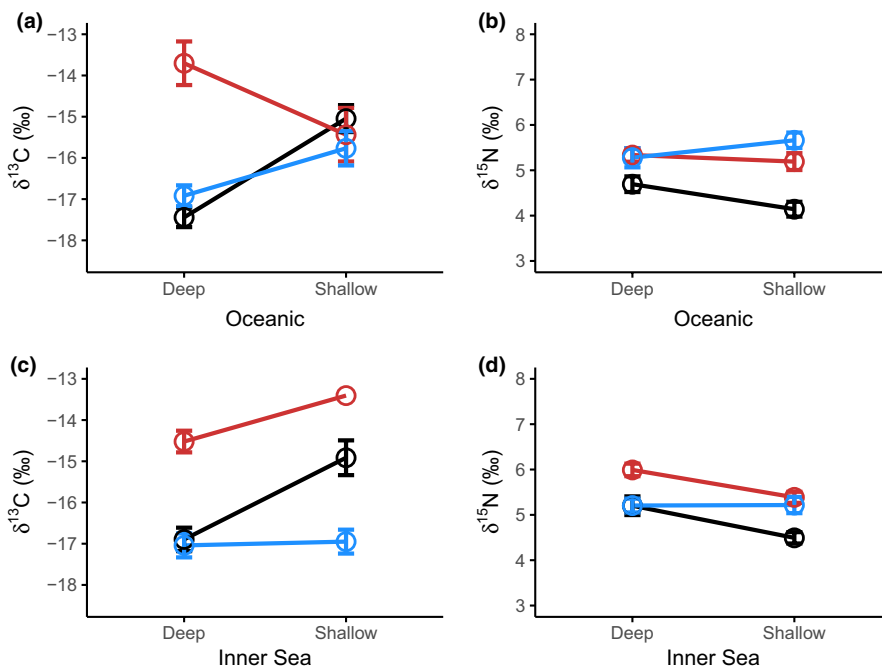 (a)
δ¹³C (‰)
−13
−14
−15
−16
−17
−18
Deep Shallow
Oceanic
(b)
δ¹⁵N (‰)
8
7
6
5
4
3
Deep Shallow
Oceanic
(c)
δ¹³C (‰)
−13
−14
−15
−16
−17
−18
Deep Shallow
Inner Sea
(d)
δ¹⁵N (‰)
8
7
6
5
4
3
Deep Shallow
Inner Sea